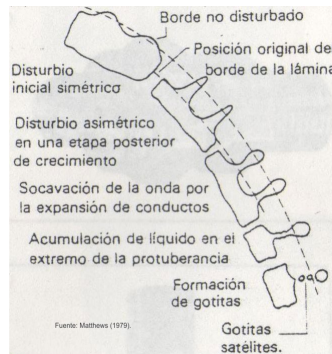 Borde no disturbado
Posición original de
borde de la lámina
Disturbio
inicial simétrico
Disturbio asimétrico
en una etapa posterior
de crecimiento
Socavación de la onda por
la expansión de conductos
Acumulación de líquido en el
extremo de la protuberancia
Formación
de gotitas
Gotitas
satélites.
Fuente: Matthews (1979).